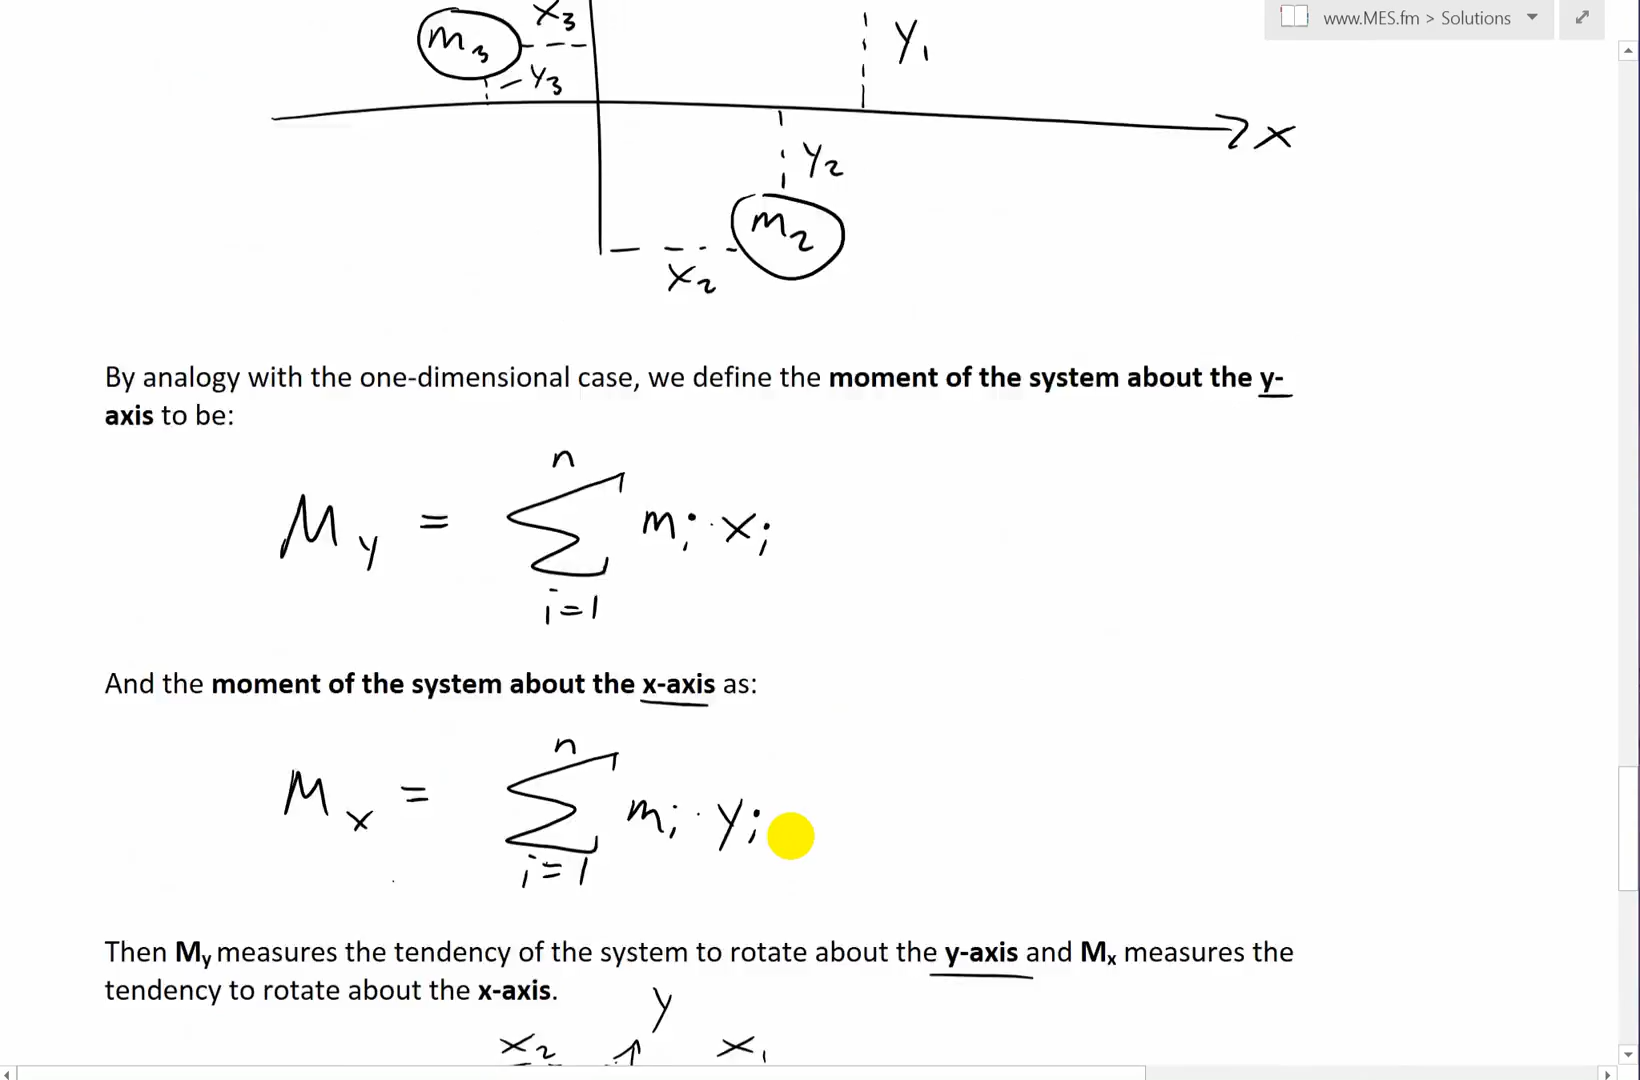 www.MES.fm > Solutions
x₃
m₃
y₁
y₃
x
y₂
m₂
x₂
By analogy with the one-dimensional case, we define the moment of the system about the y-
axis to be:
n
M_y = Σ mᵢ · xᵢ
i=1
And the moment of the system about the x-axis as:
n
Mₓ = Σ mᵢ · yᵢ
i=1
Then M_y measures the tendency of the system to rotate about the y-axis and Mₓ measures the
tendency to rotate about the x-axis.
y
x₂ x₁